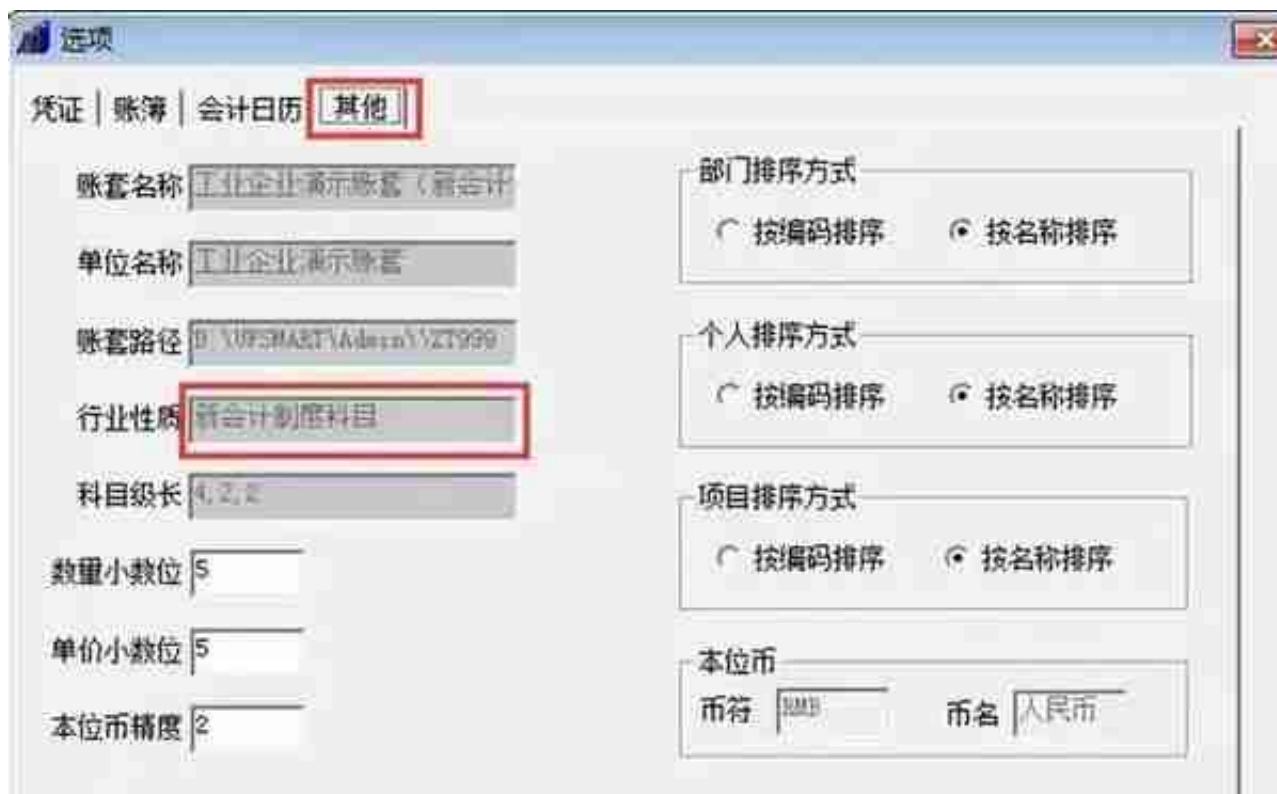 选项
凭证 账簿 会计日历 其他
账套名称 工业企业演示账套（新会计
单位名称 工业企业演示账套
账套路径 D:\UFSMART\Admin\\ZT999
行业性质 新会计制度科目
科目级长 4,2,2
数量小数位 5
单价小数位 5
本位币精度 2
部门排序方式
按编码排序 按名称排序
个人排序方式
按编码排序 按名称排序
项目排序方式
按编码排序 按名称排序
本位币
币符 RMB 币名 人民币